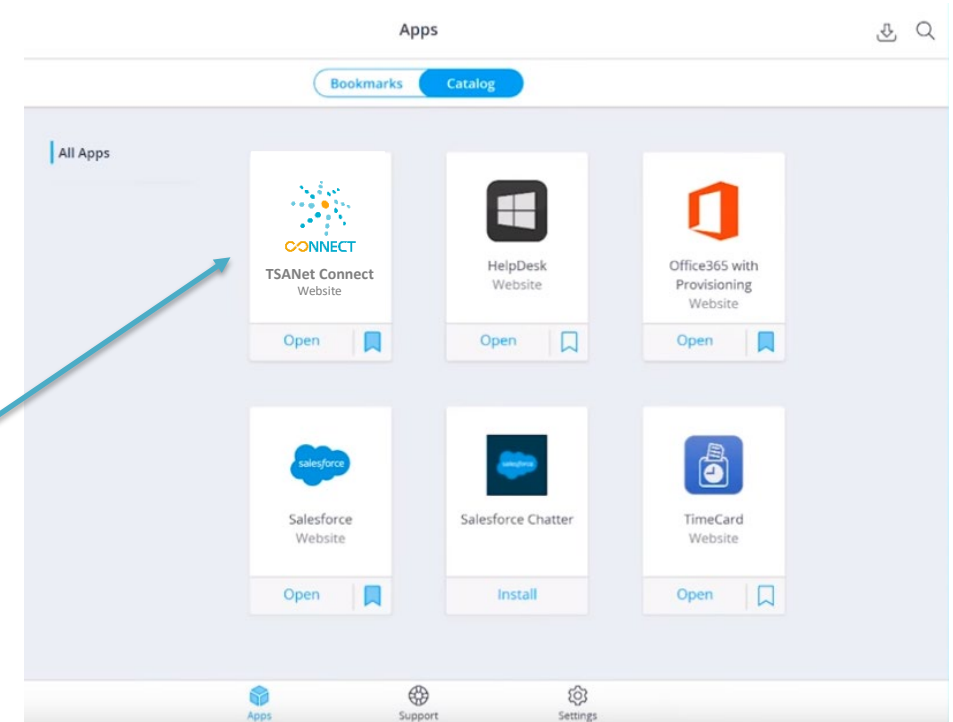 Apps
Bookmarks Catalog
All Apps
CONNECT
TSANet Connect
Website
Open
HelpDesk
Website
Open
Office365 with
Provisioning
Website
Open
salesforce
Salesforce
Website
Open
salesforce
Salesforce Chatter
Install
TimeCard
Website
Open
Apps Support Settings